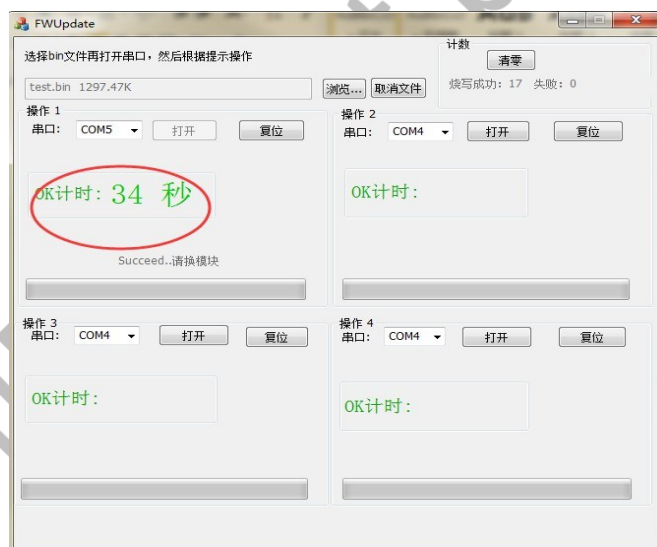 FWUpdate
选择bin文件再打开串口，然后根据提示操作
计数
清零
test.bin 1297.47K
浏览...
取消文件
烧写成功: 17 失败: 0
操作 1
串口: COM5 打开 复位
OK计时: 34 秒
Succeed..请换模块
操作 2
串口: COM4 打开 复位
OK计时:
操作 3
串口: COM4 打开 复位
OK计时:
操作 4
串口: COM4 打开 复位
OK计时: